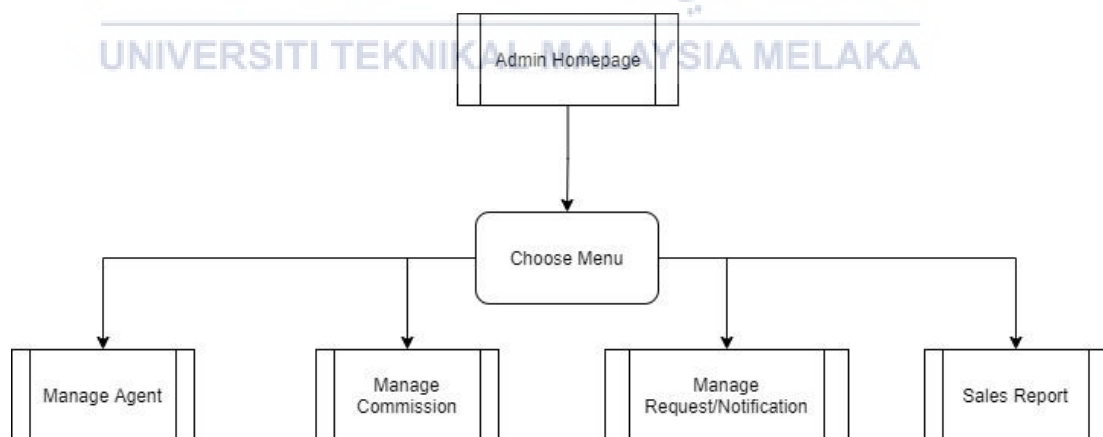 UNIVERSITI TEKNIKAL MALAYSIA MELAKA
Admin Homepage
Choose Menu
Manage Agent
Manage
Commission
Manage
Request/Notification
Sales Report